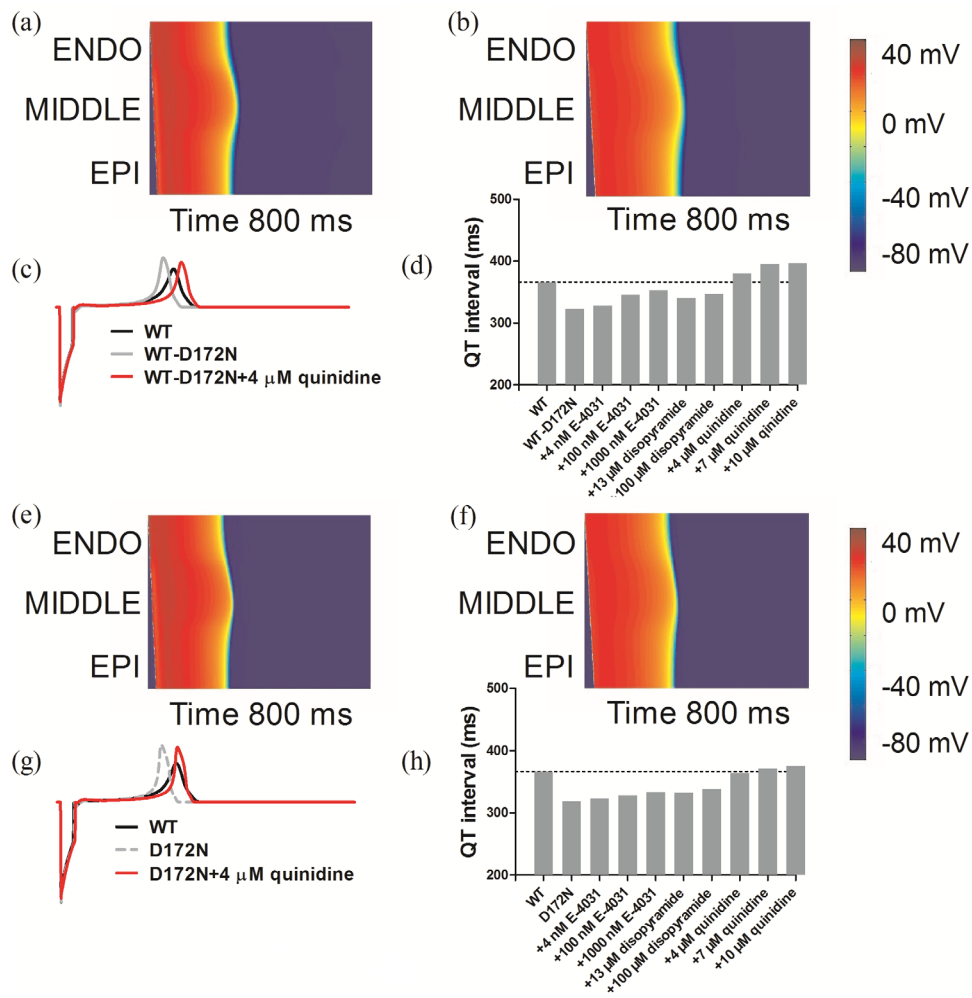 (a)
ENDO
MIDDLE
EPI
Time 800 ms
(b)
ENDO
MIDDLE
EPI
Time 800 ms
40 mV
0 mV
-40 mV
-80 mV
(c)
WT
WT-D172N
WT-D172N+4 μM quinidine
(d)
QT interval (ms)
500
400
300
200
WT
WT-D172N
+4 nM E-4031
+100 nM E-4031
+1000 nM E-4031
+13 μM disopyramide
+100 μM disopyramide
+4 μM quinidine
+7 μM quinidine
+10 μM qinidine
(e)
ENDO
MIDDLE
EPI
Time 800 ms
(f)
ENDO
MIDDLE
EPI
Time 800 ms
40 mV
0 mV
-40 mV
-80 mV
(g)
WT
D172N
D172N+4 μM quinidine
(h)
QT interval (ms)
500
400
300
200
WT
D172N
+4 nM E-4031
+100 nM E-4031
+1000 nM E-4031
+13 μM disopyramide
+100 μM disopyramide
+4 μM quinidine
+7 μM quinidine
+10 μM quinidine